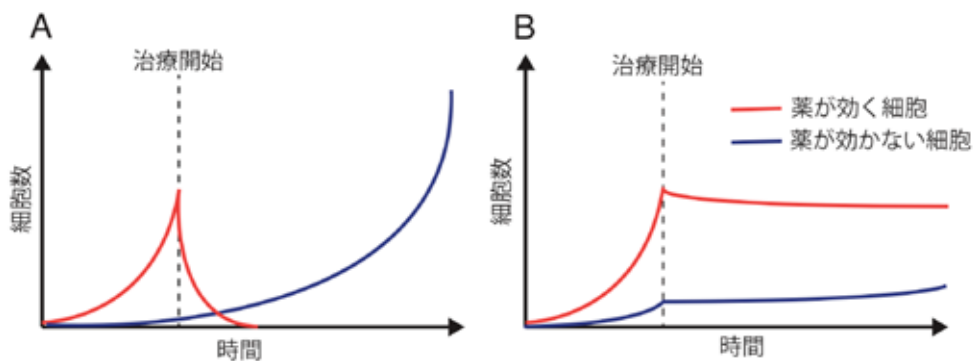 A
治療開始
細胞数
時間
B
治療開始
薬が効く細胞
薬が効かない細胞
細胞数
時間